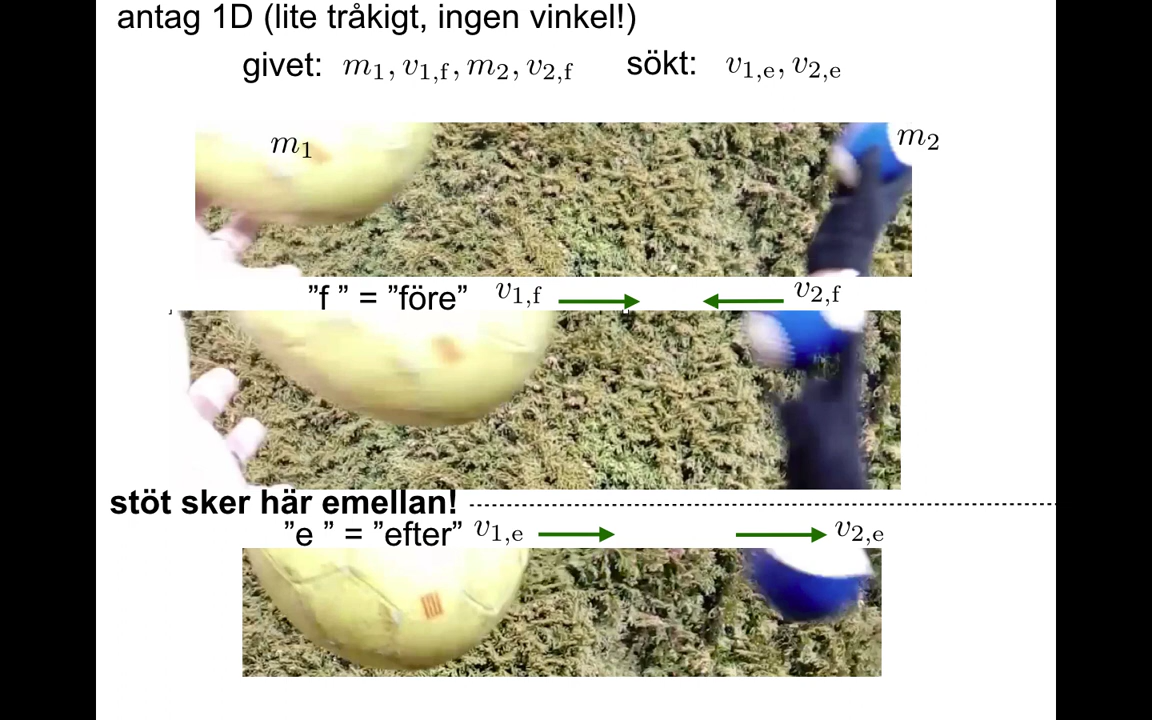 antag 1D (lite tråkigt, ingen vinkel!)
givet: m₁, v₁,f, m₂, v₂,f sökt: v₁,e, v₂,e
m₁ m₂
”f ” = ”före” v₁,f v₂,f
stöt sker här emellan!
”e ” = ”efter” v₁,e v₂,e